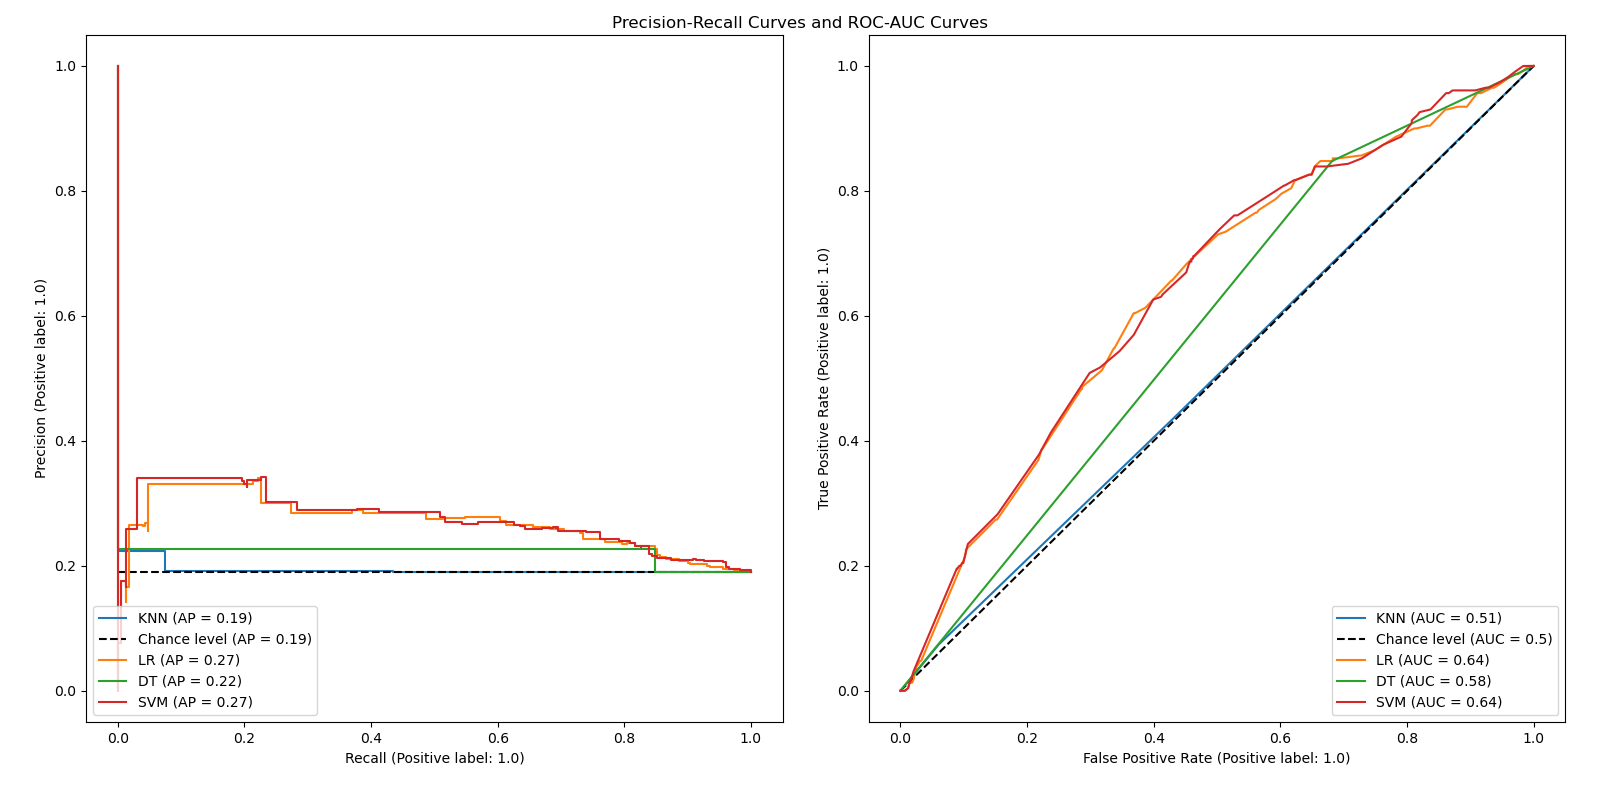 Precision-Recall Curves and ROC-AUC Curves
Precision (Positive label: 1.0)
1.0
0.8
0.6
0.4
0.2
0.0
KNN (AP = 0.19)
Chance level (AP = 0.19)
LR (AP = 0.27)
DT (AP = 0.22)
SVM (AP = 0.27)
0.0 0.2 0.4 0.6 0.8 1.0
Recall (Positive label: 1.0)
True Positive Rate (Positive label: 1.0)
1.0
0.8
0.6
0.4
0.2
0.0
KNN (AUC = 0.51)
Chance level (AUC = 0.5)
LR (AUC = 0.64)
DT (AUC = 0.58)
SVM (AUC = 0.64)
0.0 0.2 0.4 0.6 0.8 1.0
False Positive Rate (Positive label: 1.0)